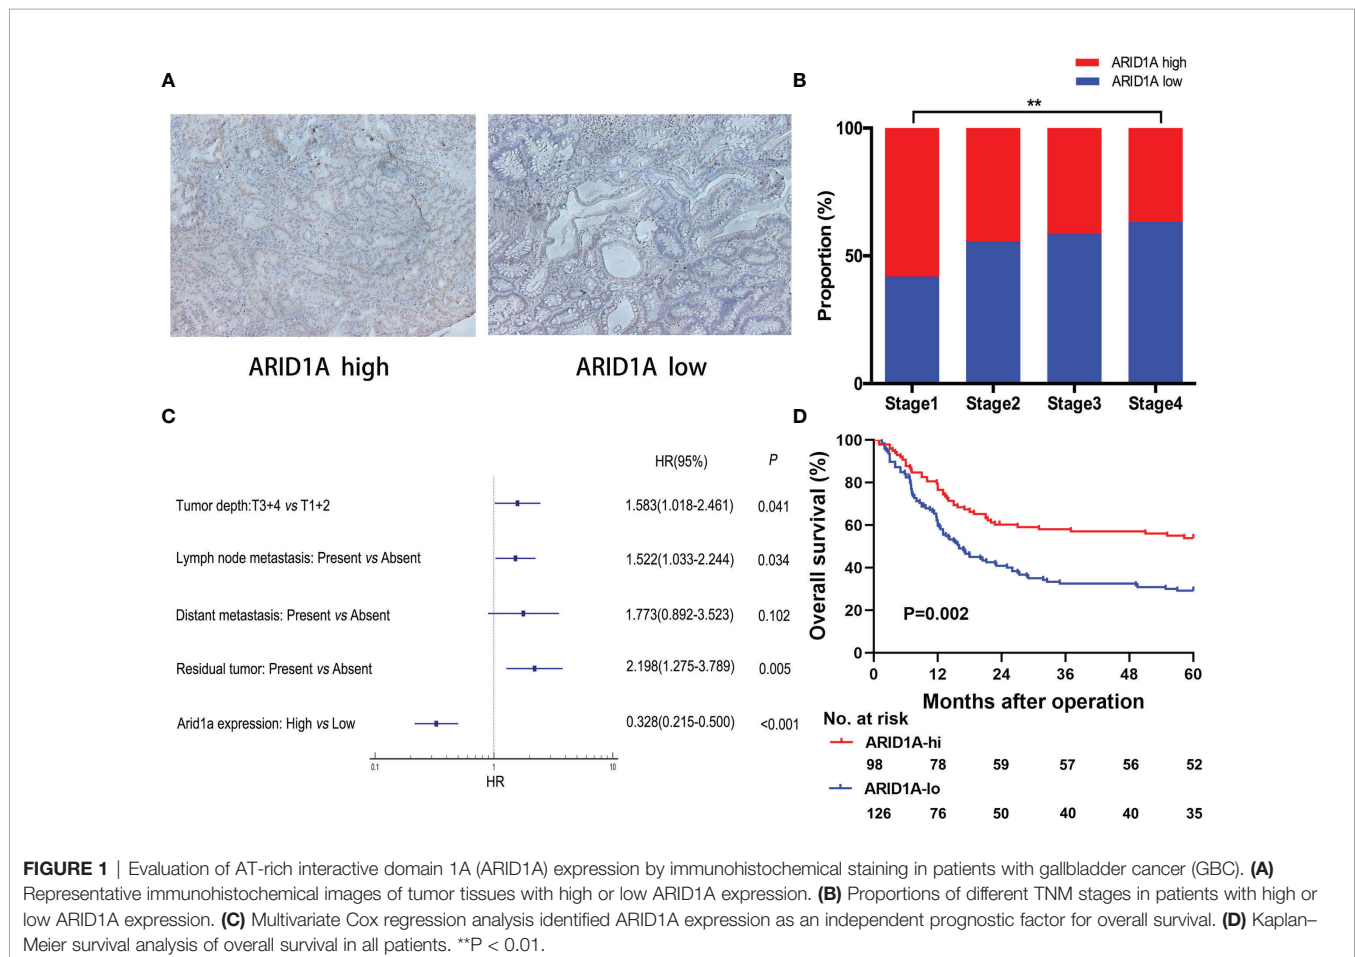 A
ARID1A high
ARID1A low
B
ARID1A high
ARID1A low
**
Proportion (%)
100
50
0
Stage1 Stage2 Stage3 Stage4
C
HR(95%) P
Tumor depth:T3+4 vs T1+2 1.583(1.018-2.461) 0.041
Lymph node metastasis: Present vs Absent 1.522(1.033-2.244) 0.034
Distant metastasis: Present vs Absent 1.773(0.892-3.523) 0.102
Residual tumor: Present vs Absent 2.198(1.275-3.789) 0.005
Arid1a expression: High vs Low 0.328(0.215-0.500) <0.001
0.1 1 10
HR
D
Overall survival (%)
100
80
60
40
20
0
P=0.002
0 12 24 36 48 60
Months after operation
No. at risk
ARID1A-hi
98 78 59 57 56 52
ARID1A-lo
126 76 50 40 40 35
FIGURE 1 | Evaluation of AT-rich interactive domain 1A (ARID1A) expression by immunohistochemical staining in patients with gallbladder cancer (GBC). (A)
Representative immunohistochemical images of tumor tissues with high or low ARID1A expression. (B) Proportions of different TNM stages in patients with high or
low ARID1A expression. (C) Multivariate Cox regression analysis identified ARID1A expression as an independent prognostic factor for overall survival. (D) Kaplan–
Meier survival analysis of overall survival in all patients. **P < 0.01.